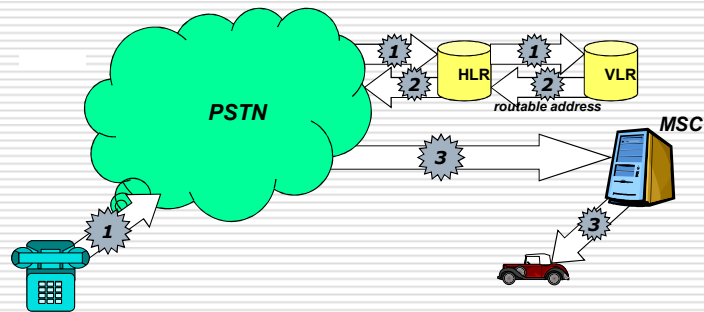 1 1
HLR VLR
2 2
PSTN
routable address
MSC
3
1
3